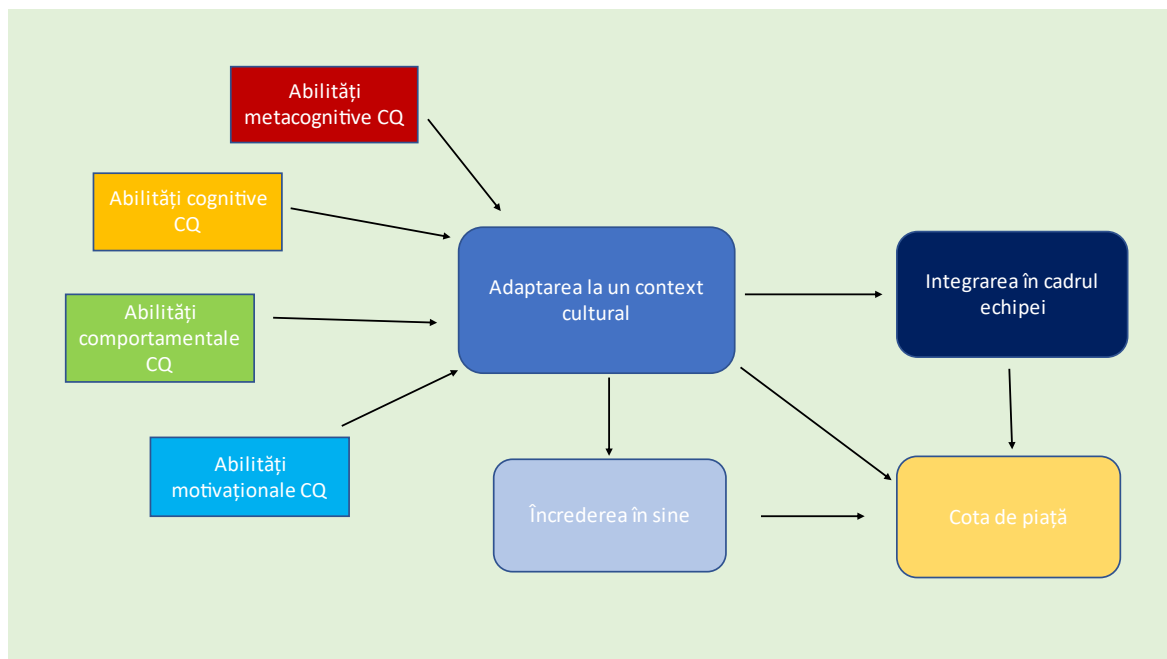 Abilități
metacognitive CQ
Abilități cognitive
CQ
Abilități
comportamentale
CQ
Abilități
motivaționale CQ
Adaptarea la un context
cultural
Integrarea în cadrul
echipei
Încrederea în sine
Cota de piață